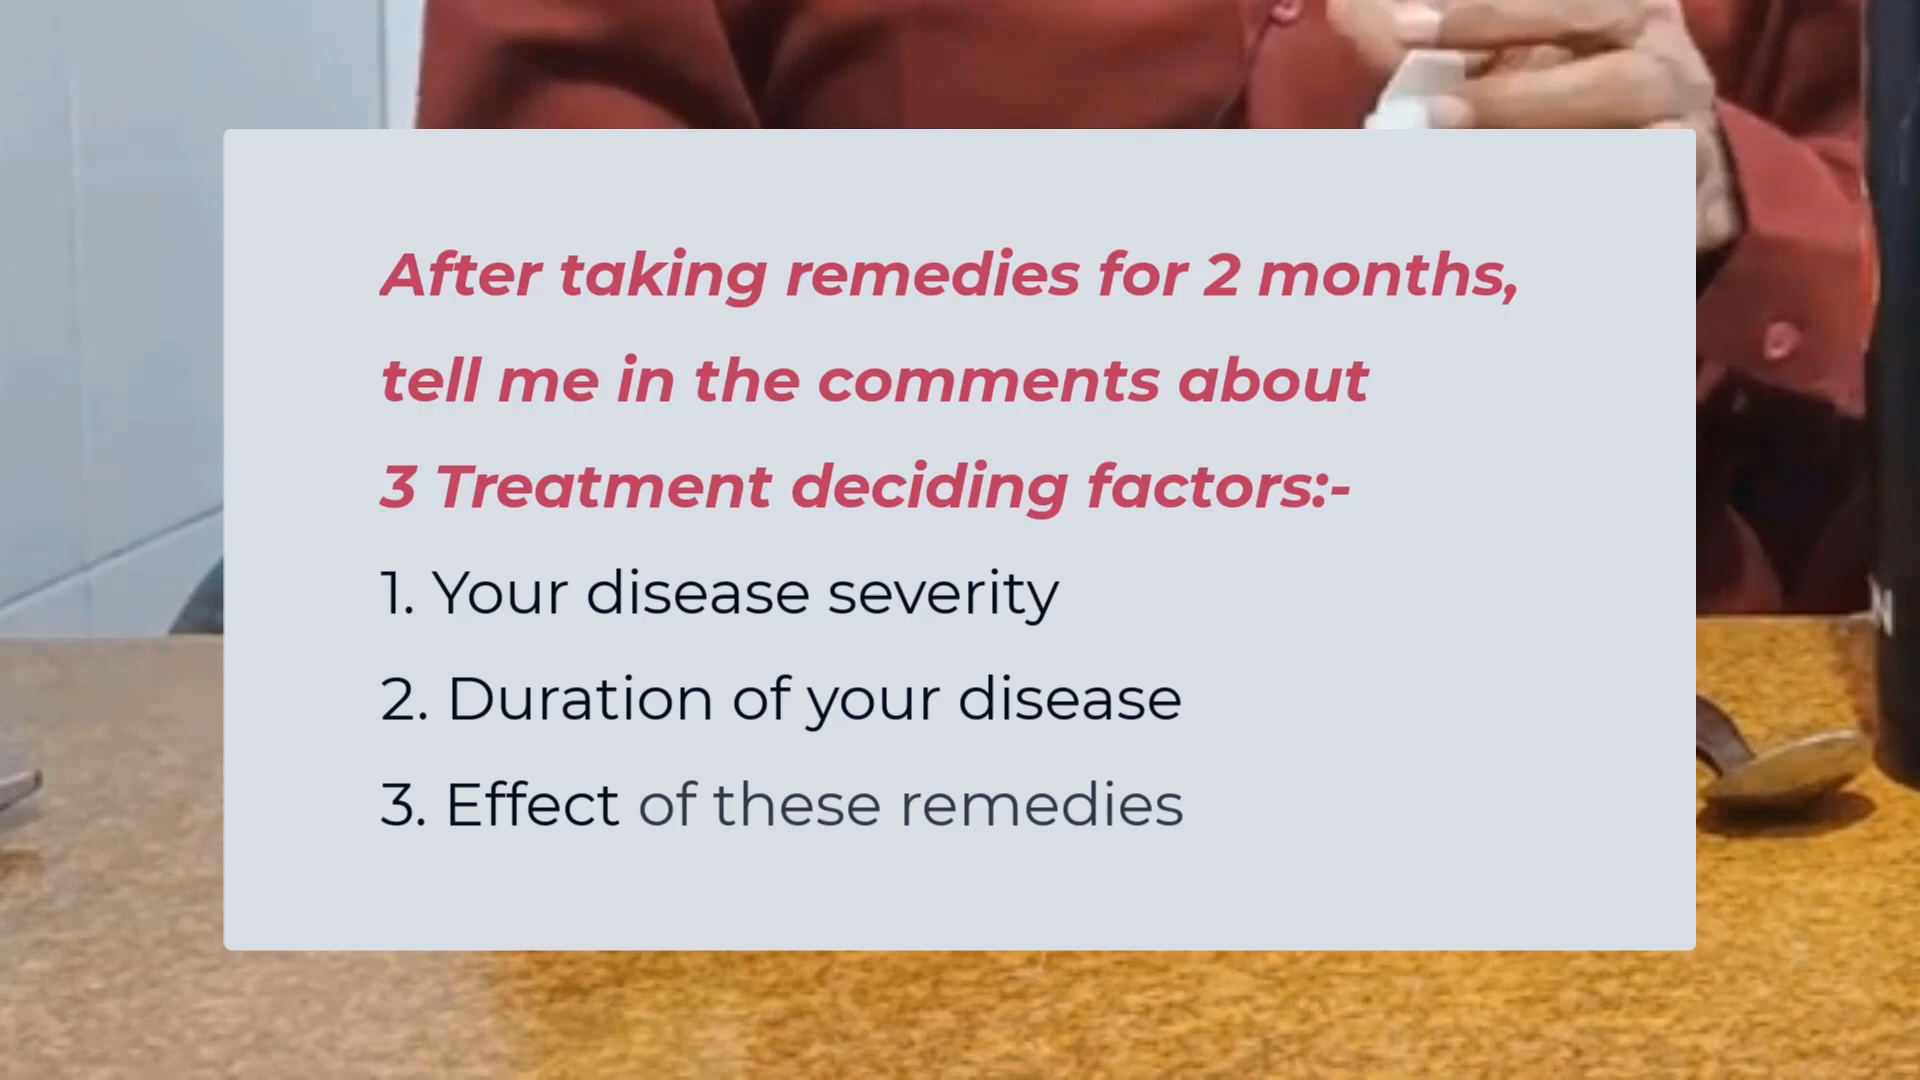 After taking remedies for 2 months,
tell me in the comments about
3 Treatment deciding factors:-
1. Your disease severity
2. Duration of your disease
3. Effect of these remedies
N